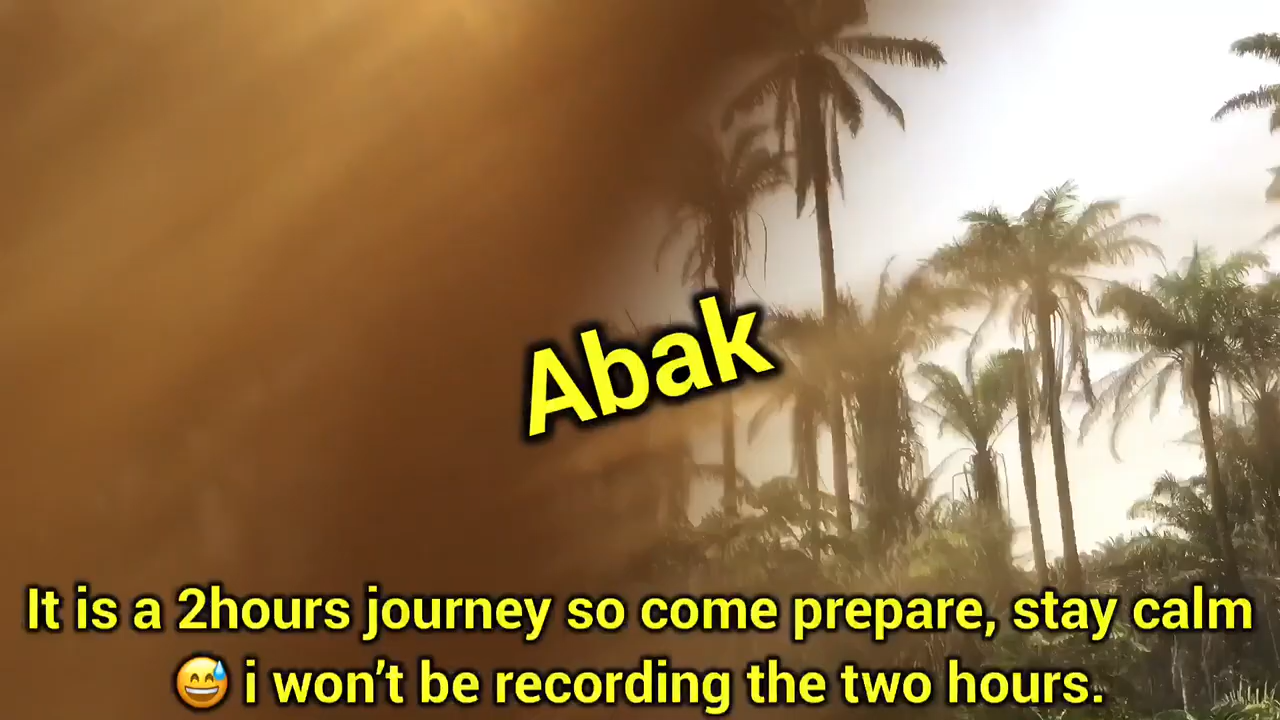 Abak
It is a 2hours journey so come prepare, stay calm
😅 i won’t be recording the two hours.